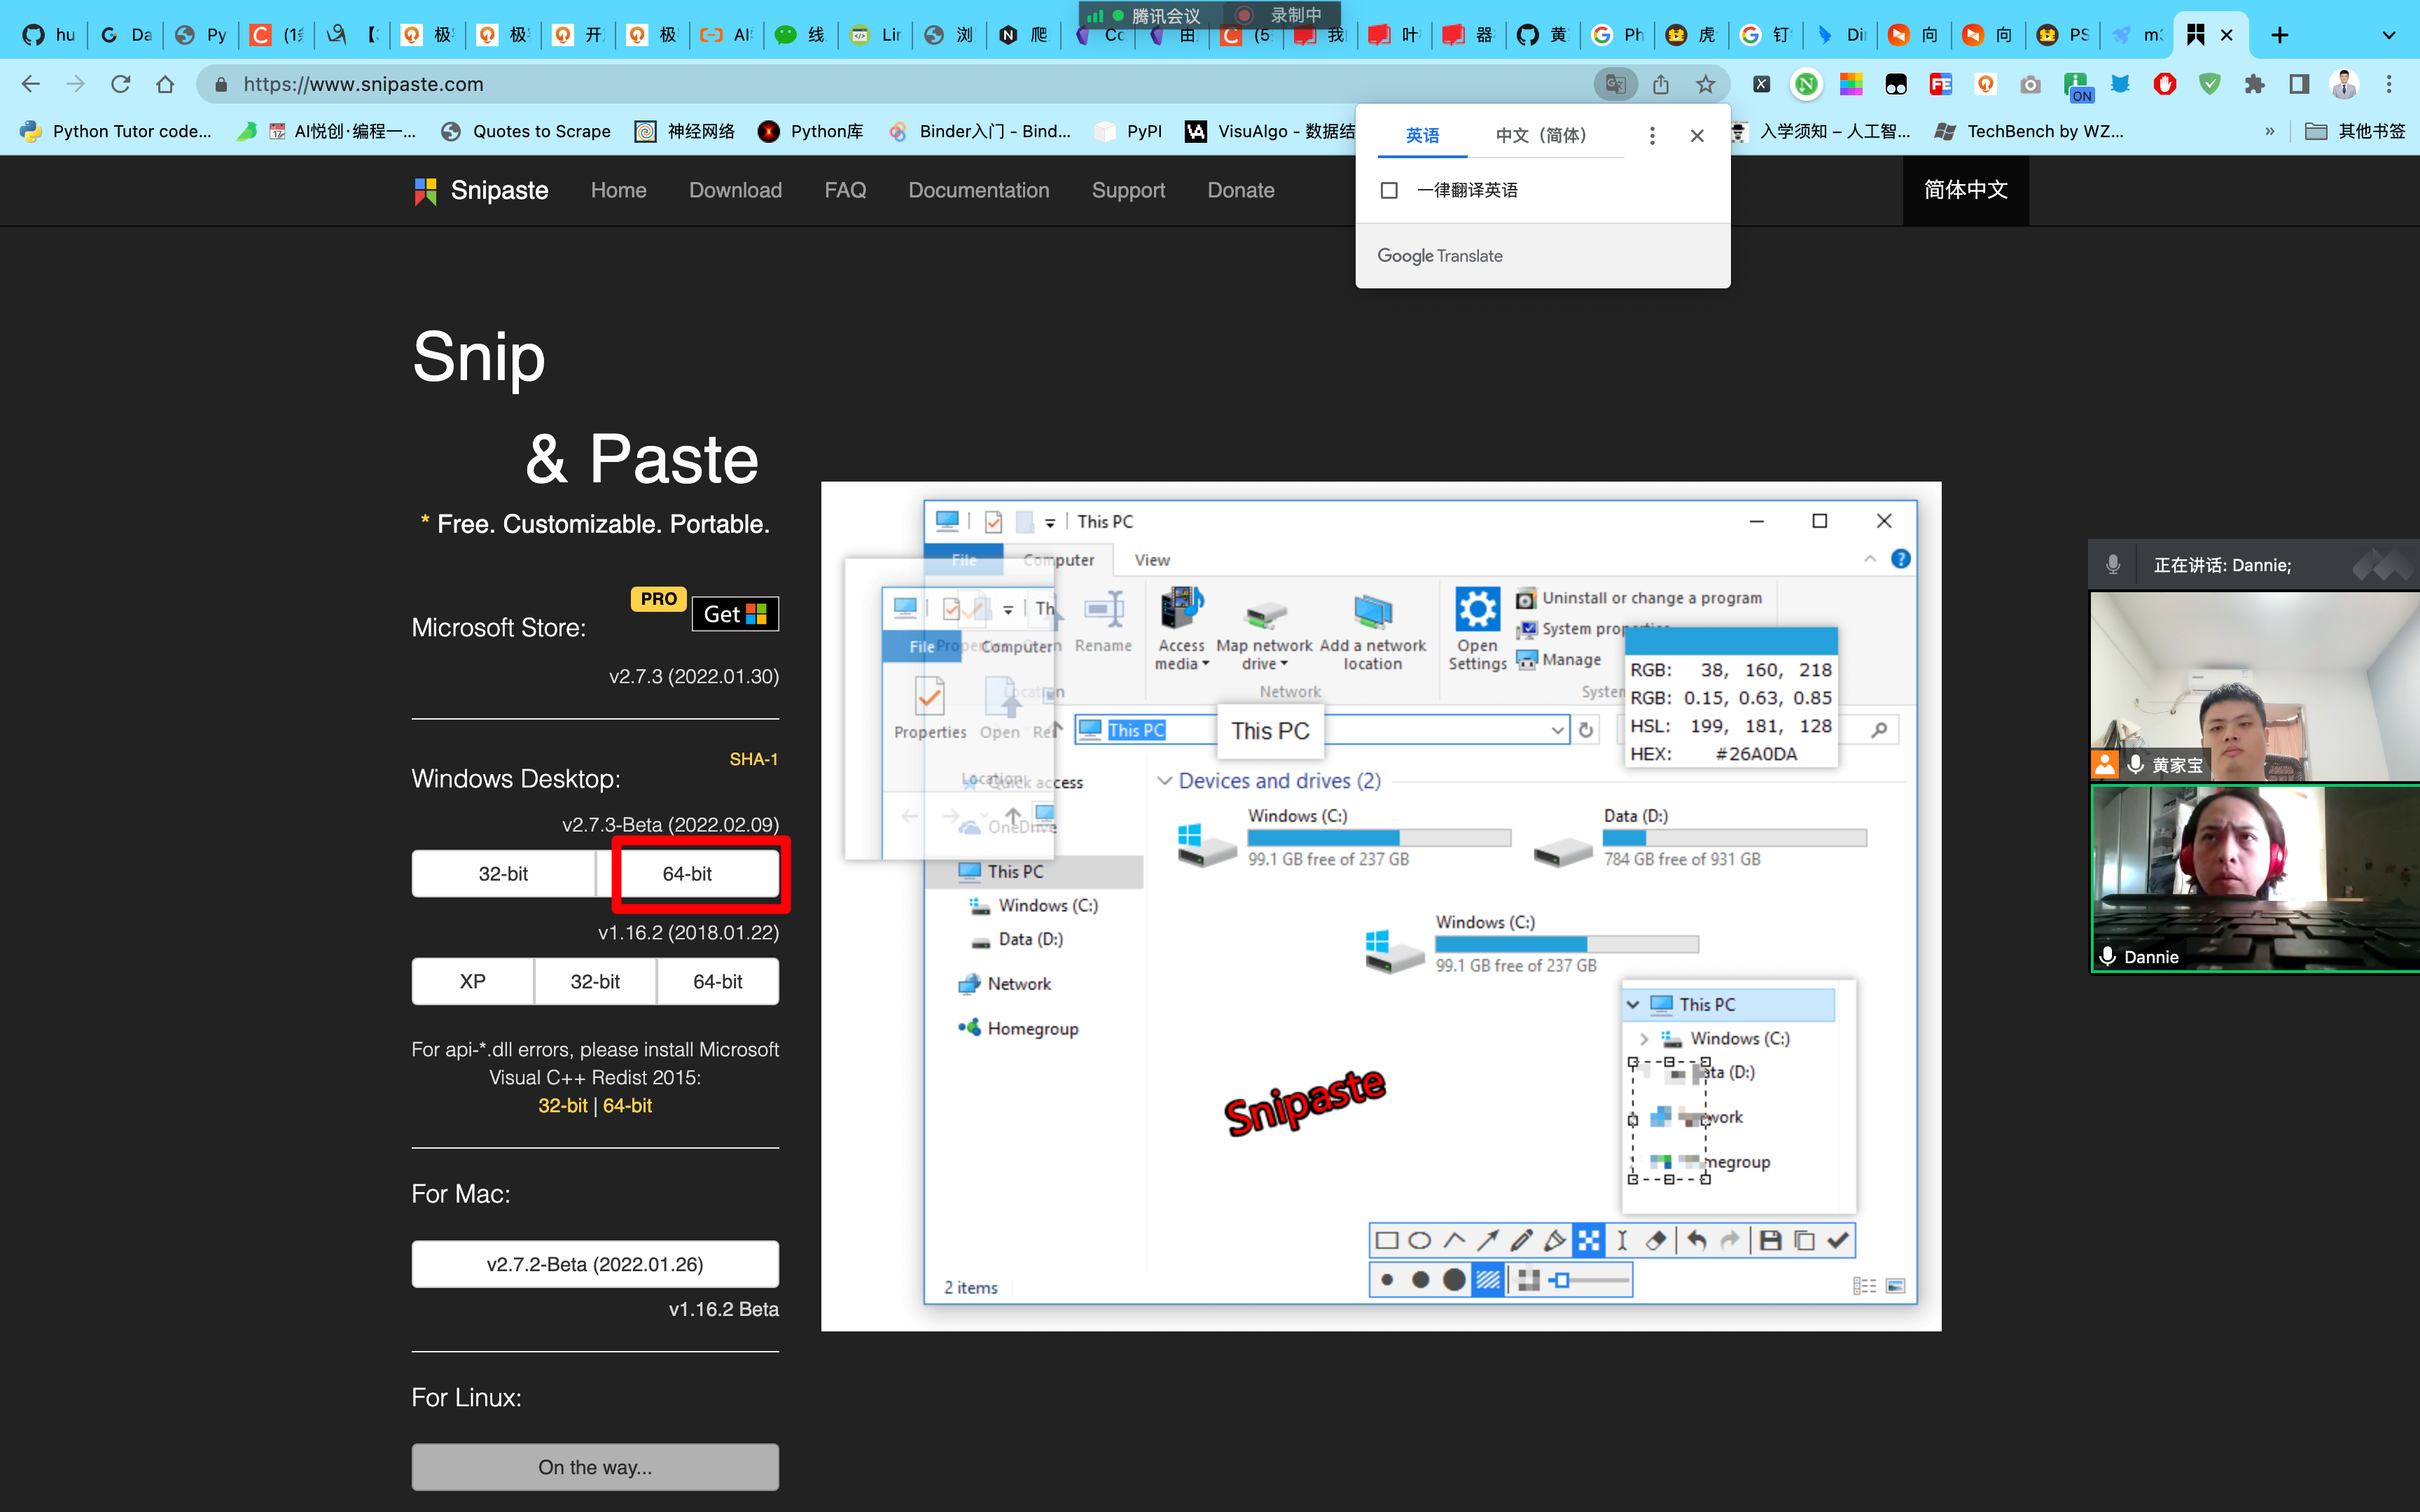 腾讯会议 录制中
hu
Da
Py
极
极
开
极
线
浏
爬
由
我
叶
器
黄
Ph
虎
钉
向
向
PS
https://www.snipaste.com
ON
Python Tutor code...
AI悦创·编程一...
Quotes to Scrape
神经网络
Python库
Binder入门 - Bind...
PyPI
VisuAlgo - 数据结
入学须知 – 人工智...
TechBench by WZ...
»
其他书签
英语
中文（简体）
一律翻译英语
Google Translate
Snipaste
Home
Download
FAQ
Documentation
Support
Donate
简体中文
Snip
& Paste
* Free. Customizable. Portable.
PRO
Microsoft Store:
Get
v2.7.3 (2022.01.30)
SHA-1
Windows Desktop:
v2.7.3-Beta (2022.02.09)
32-bit
64-bit
v1.16.2 (2018.01.22)
XP
32-bit
64-bit
For api-*.dll errors, please install Microsoft
Visual C++ Redist 2015:
32-bit | 64-bit
For Mac:
v2.7.2-Beta (2022.01.26)
v1.16.2 Beta
For Linux:
On the way...
This PC
File
Computer
View
Th
File
Computer
Rename
Access
media
Map network
drive
Add a network
location
Network
Open
Settings
Uninstall or change a program
System properties
Manage
RGB: 38, 160, 218
RGB: 0.15, 0.63, 0.85
HSL: 199, 181, 128
HEX: #26A0DA
Properties
Open
Location
This PC
This PC
Quick access
OneDrive
This PC
Windows (C:)
Data (D:)
Network
Homegroup
Devices and drives (2)
Windows (C:)
99.1 GB free of 237 GB
Data (D:)
784 GB free of 931 GB
Windows (C:)
99.1 GB free of 237 GB
This PC
Windows (C:)
ata (D:)
work
megroup
Snipaste
2 items
正在讲话: Dannie;
黄家宝
Dannie